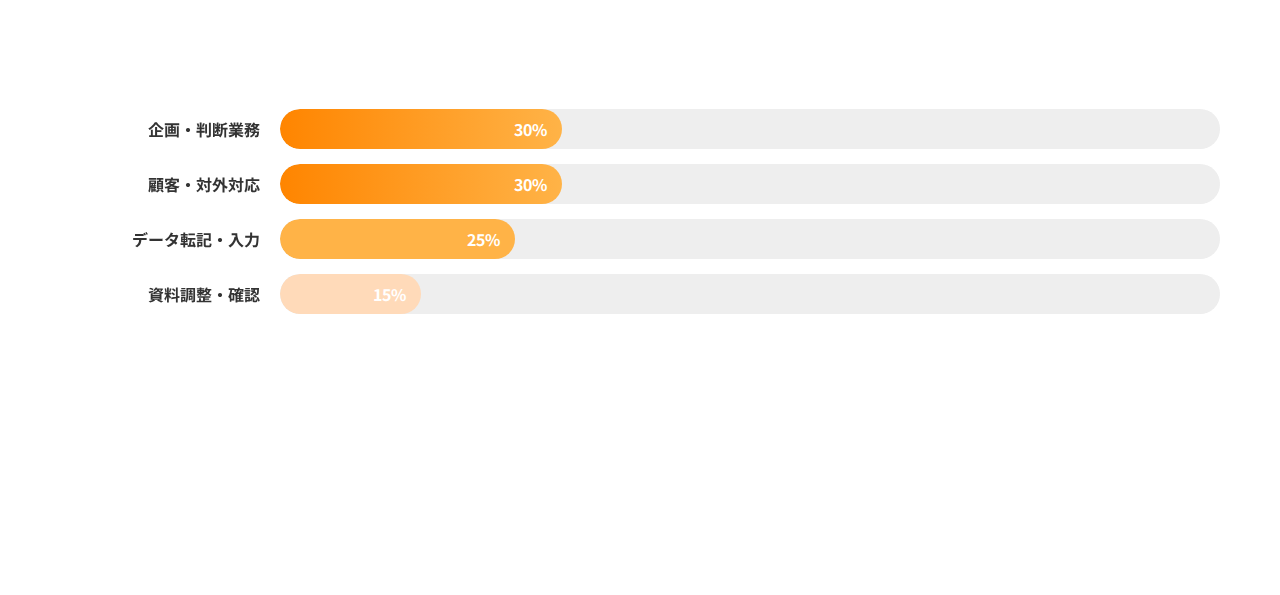 企画・判断業務 30%
顧客・対外対応 30%
データ転記・入力 25%
資料調整・確認 15%